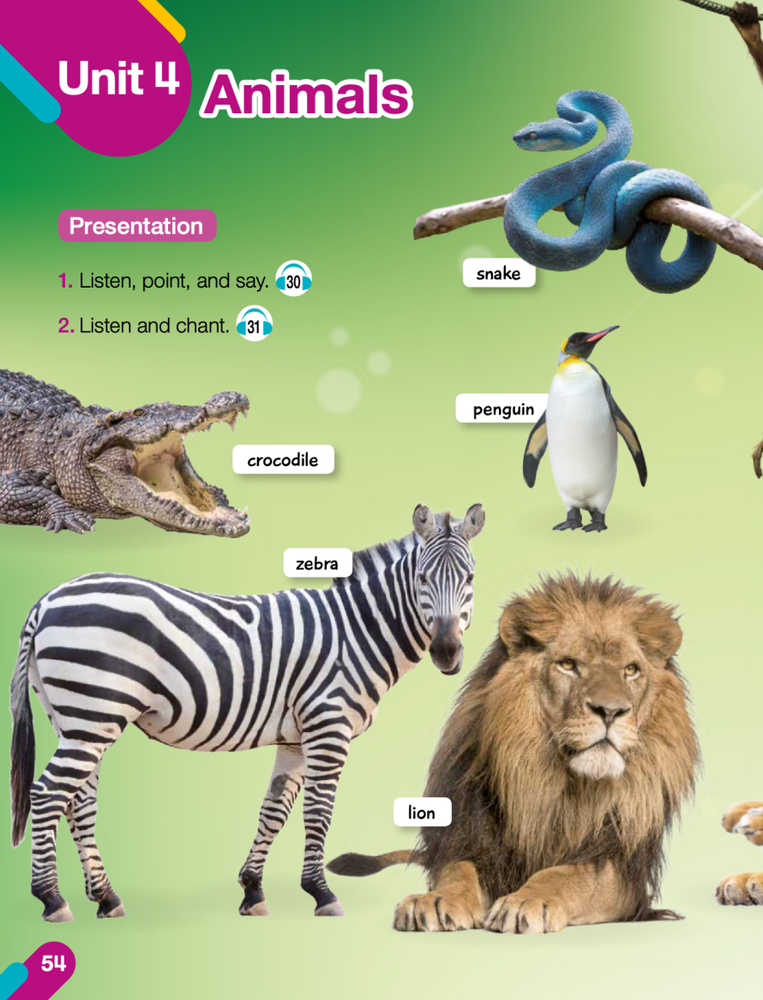 Unit 4
Animals
Presentation
1. Listen, point, and say. 30
2. Listen and chant. 31
snake
penguin
crocodile
zebra
lion
54